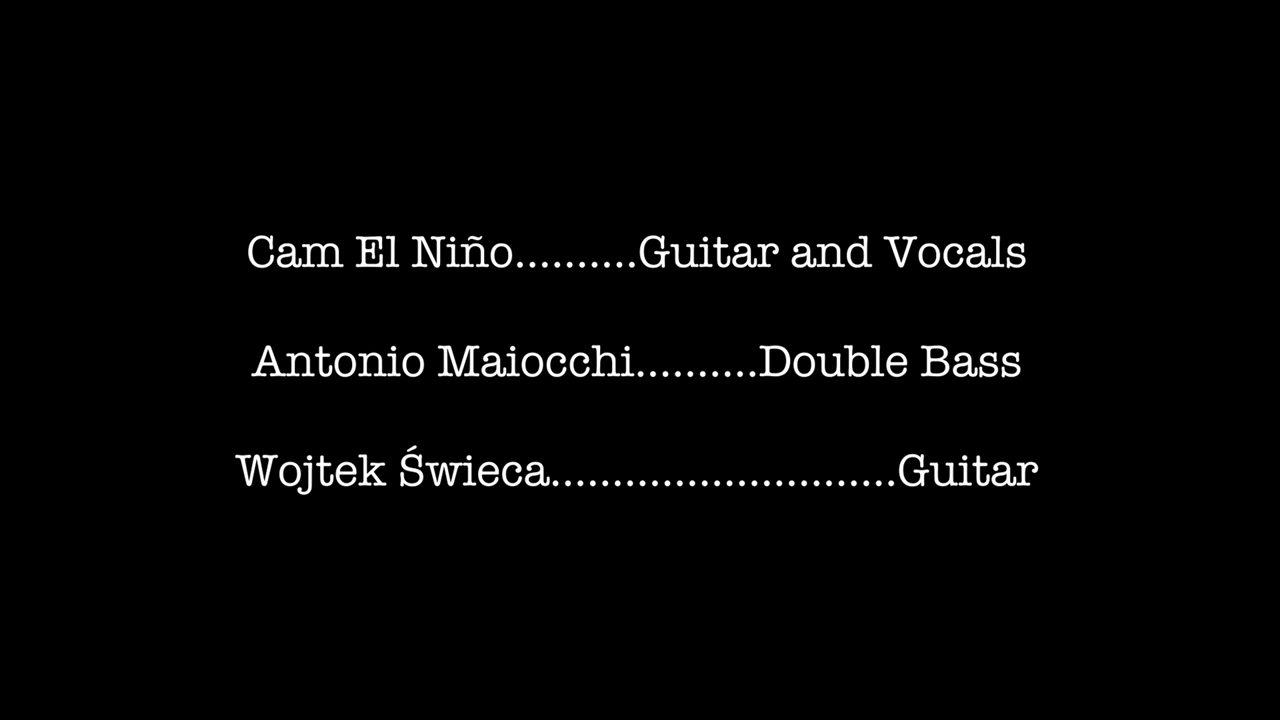 Cam El Niño..........Guitar and Vocals
Antonio Maiocchi..........Double Bass
Wojtek Świeca............................Guitar